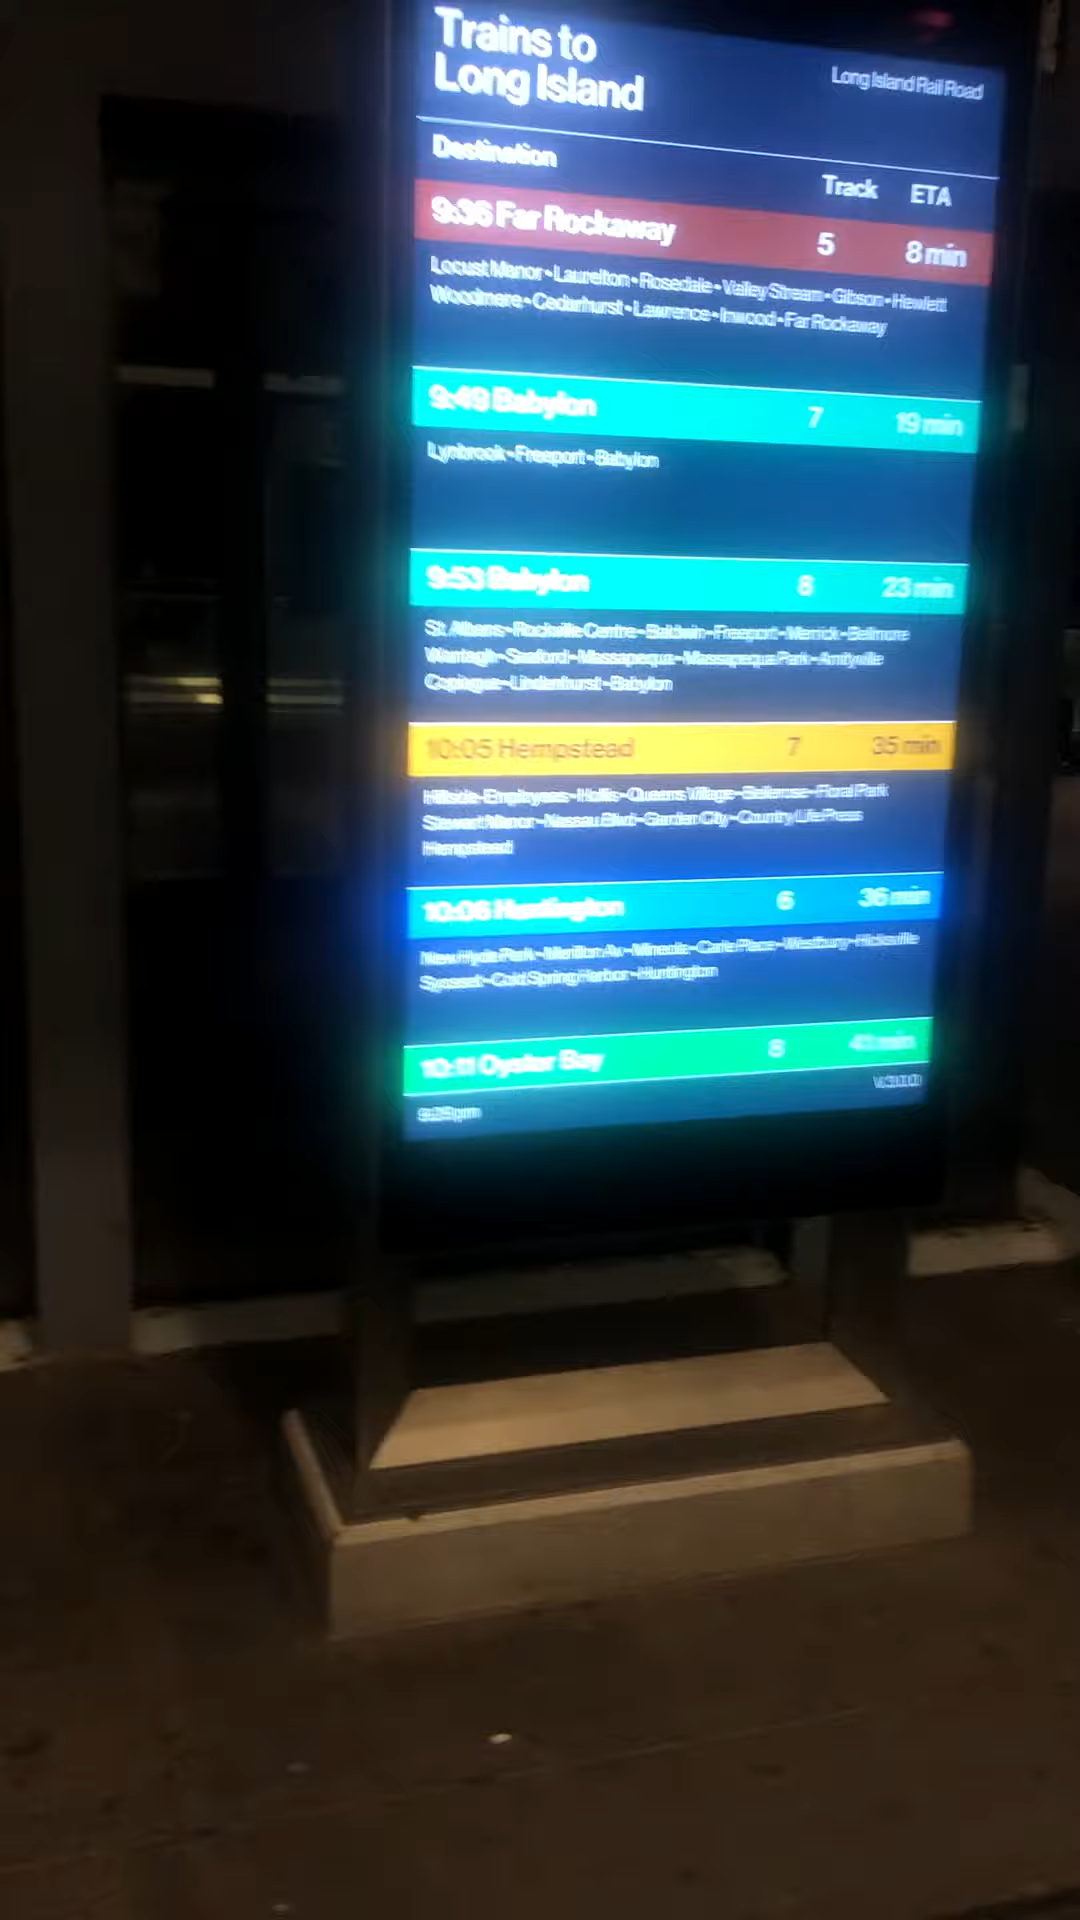 Trains to
Long Island
Long Island Rail Road
Destination
Track ETA
9:36 Far Rockaway 5 8 min
Locust Manor • Laurelton • Rosedale • Valley Stream • Gibson • Hewlett
Woodmere • Cedarhurst • Lawrence • Inwood • Far Rockaway
9:49 Babylon 7 19 min
Lynbrook • Freeport • Babylon
9:53 Babylon 6 23 min
St. Albans • Rockville Centre • Baldwin • Freeport • Merrick • Bellmore
Wantagh • Seaford • Massapequa • Massapequa Park • Amityville
Copiague • Lindenhurst • Babylon
10:05 Hempstead 7 35 min
Hillside-Employees • Hollis • Queens Village • Bellerose • Floral Park
Stewart Manor • Nassau Blvd • Garden City • Country Life Press
Hempstead
10:06 Huntington 6 36 min
New Hyde Park • Merillon Av • Mineola • Carle Place • Westbury • Hicksville
Syosset • Cold Spring Harbor • Huntington
10:11 Oyster Bay 8 min